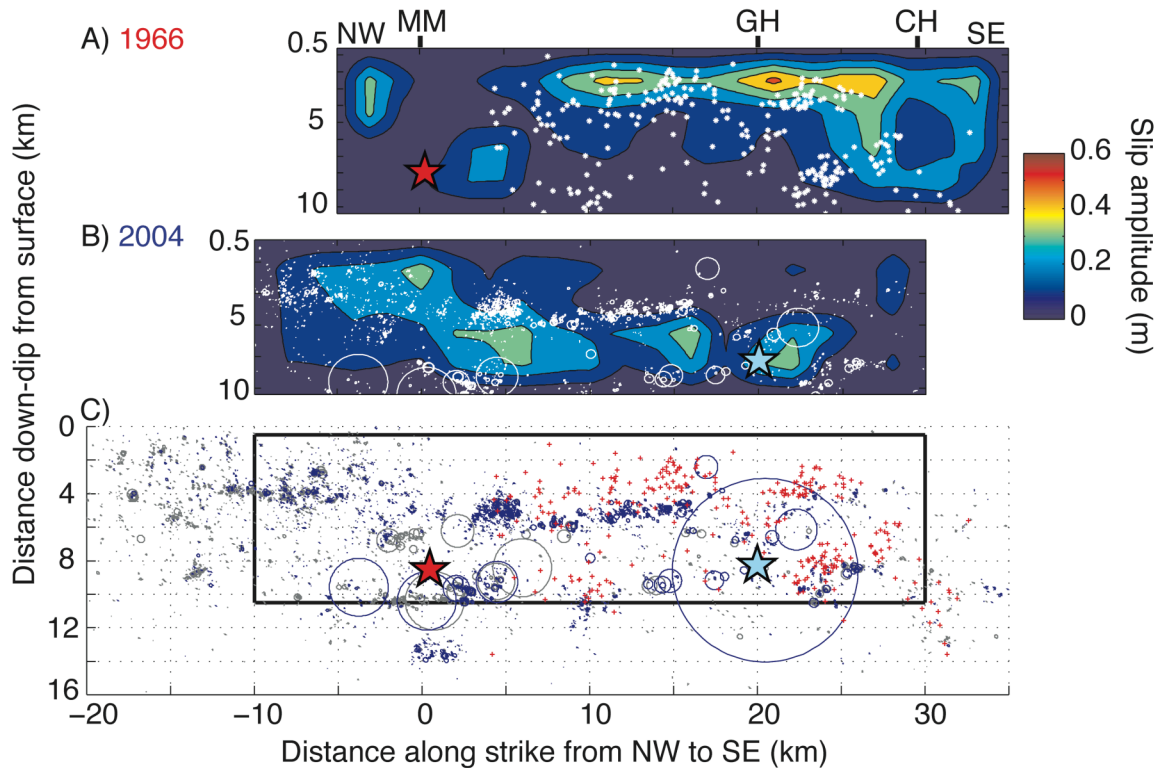 A) 1966
NW MM GH CH SE
0.5
5
10
B) 2004
0.5
5
10
C)
0
4
8
12
16
−20 −10 0 10 20 30
Distance along strike from NW to SE (km)
Distance down-dip from surface (km)
0.6
0.4
0.2
0
Slip amplitude (m)